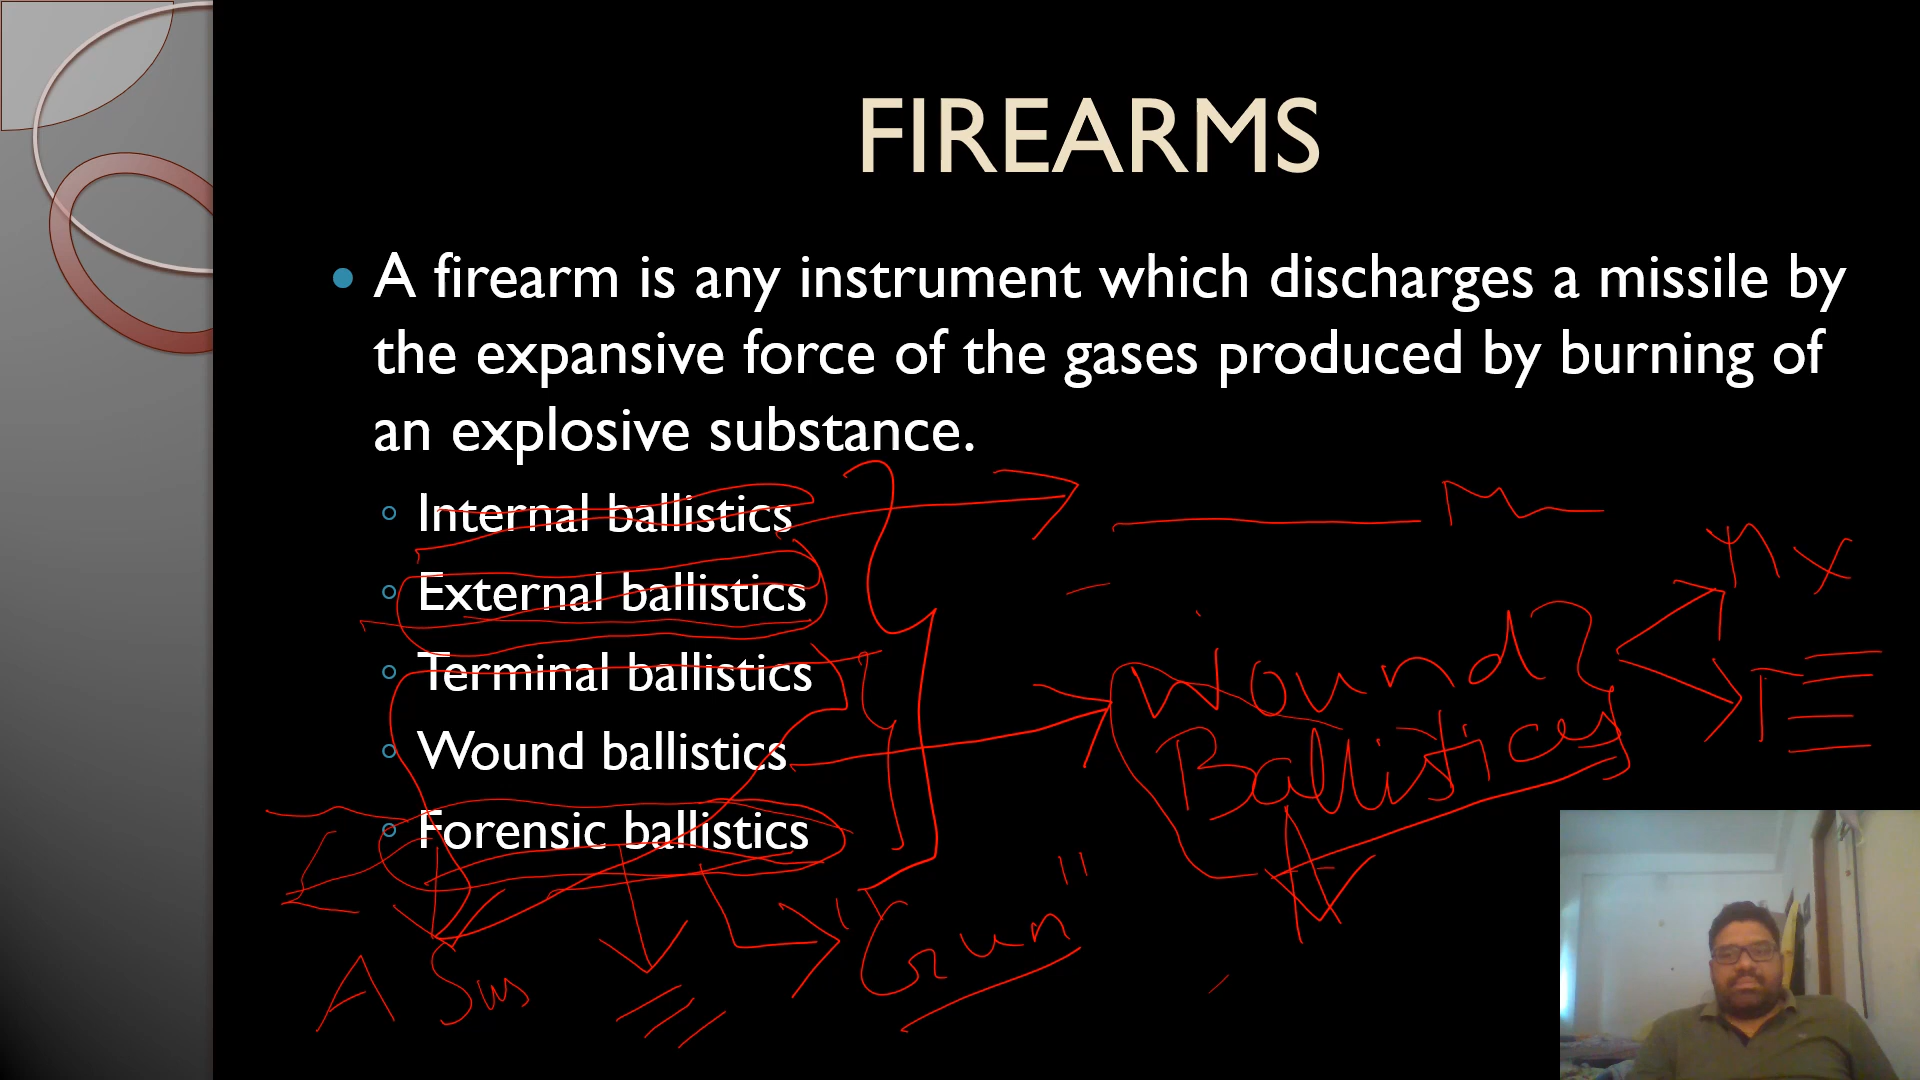 FIREARMS
A firearm is any instrument which discharges a missile by
the expansive force of the gases produced by burning of
an explosive substance.
Internal ballistics
External ballistics
Terminal ballistics
Wound ballistics
Forensic ballistics
Wound
Ballistics
"Gun"